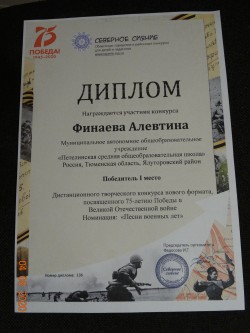 75
ПОБЕДА!
1945-2020
СЕВЕРНОЕ СИЯНИЕ
ДИПЛОМ
Награждается участник конкурса
Финаева Алевтина
Муниципальное автономное общеобразовательное
учреждение
«Петелинская средняя общеобразовательная школа»
Россия, Тюменская область, Ялуторовский район
Победитель I место
Дистанционного творческого конкурса нового формата,
посвященного 75-летию Победы в
Великой Отечественной войне
Номинация: «Песни военных лет»